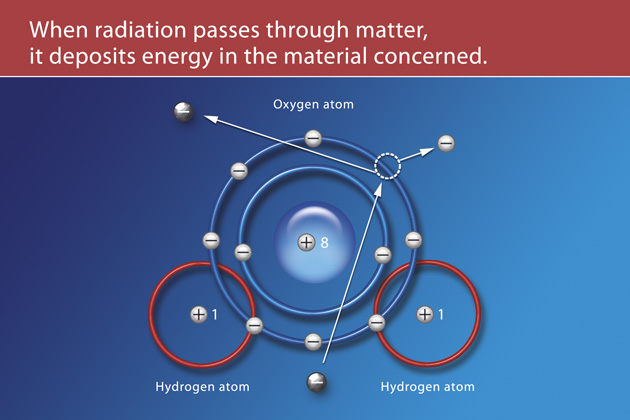 When radiation passes through matter,
it deposits energy in the material concerned.
Oxygen atom
+ 8
+ 1
+ 1
Hydrogen atom
Hydrogen atom